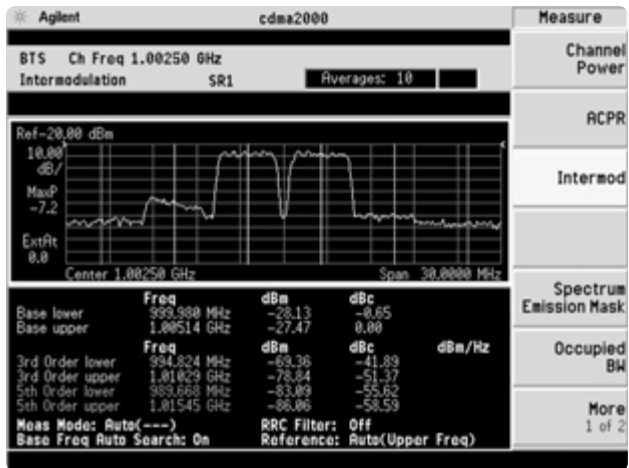 Agilent cdma2000 Measure
BTS Ch Freq 1.00250 GHz
Intermodulation SR1 Averages: 10
Channel Power
ACPR
Intermod
Spectrum Emission Mask
Occupied BW
More
1 of 2
Ref-20.00 dBm
10.00
dB/
MaxP
-7.2
ExtAt
0.0
Center 1.00250 GHz Span 30.0000 MHz
Freq dBm dBc
Base lower 999.980 MHz -28.13 -0.65
Base upper 1.00514 GHz -27.47 0.00
Freq dBm dBc dBm/Hz
3rd Order lower 994.824 MHz -69.36 -41.89
3rd Order upper 1.01029 GHz -78.84 -51.37
5th Order lower 989.668 MHz -83.09 -55.62
5th Order upper 1.01545 GHz -86.06 -58.59
Meas Mode: Auto(---) RRC Filter: Off
Base Freq Auto Search: On Reference: Auto(Upper Freq)